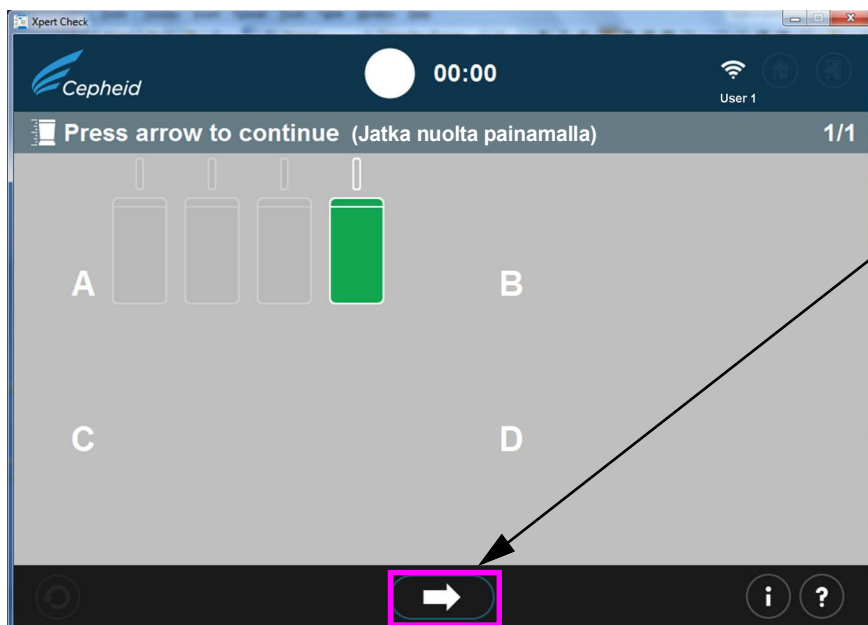 Xpert Check
Cepheid
00:00
User 1
Press arrow to continue (Jatka nuolta painamalla)
1/1
A
B
C
D
i
?